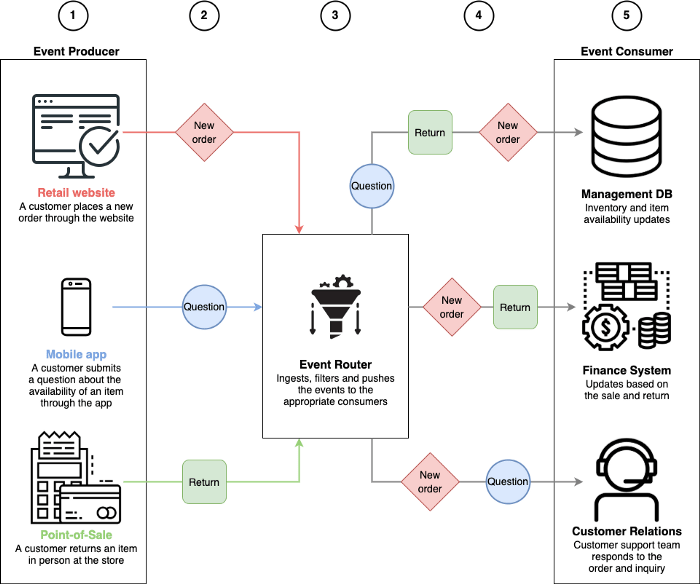 1
2
3
4
5
Event Producer
Event Consumer
New
order
Return
New
order
Question
Retail website
A customer places a new
order through the website
Management DB
Inventory and item
availability updates
Question
New
order
Return
$
Mobile app
A customer submits
a question about the
availability of an item
through the app
Event Router
Ingests, filters and pushes
the events to the
appropriate consumers
Finance System
Updates based on
the sale and return
Return
New
order
Question
Point-of-Sale
A customer returns an item
in person at the store
Customer Relations
Customer support team
responds to the
order and inquiry